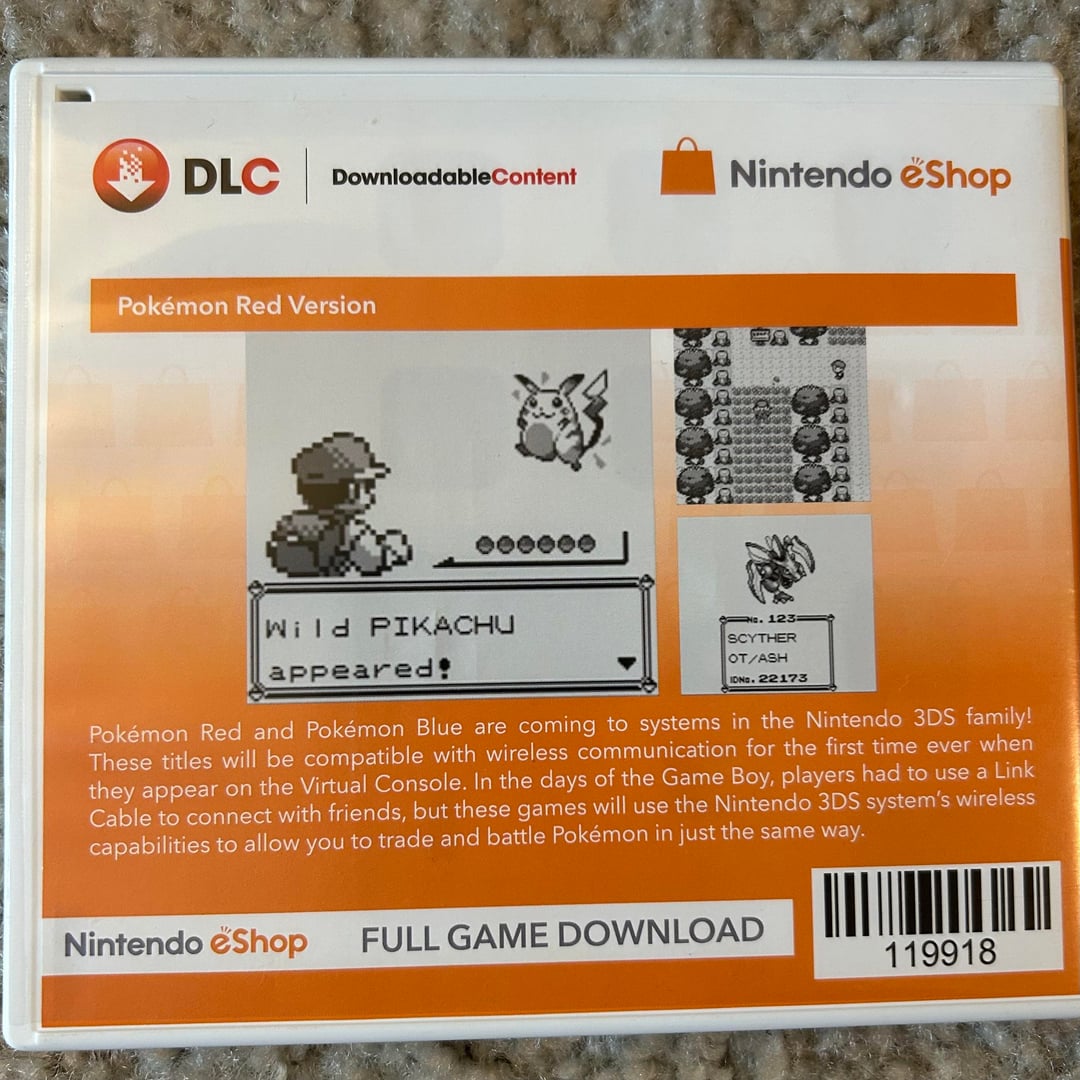 DLC DownloadableContent Nintendo eShop
Pokémon Red Version
Wild PIKACHU
appeared!
No. 123
SCYTHER
OT/ASH
IDNo. 22173
Pokémon Red and Pokémon Blue are coming to systems in the Nintendo 3DS family!
These titles will be compatible with wireless communication for the first time ever when
they appear on the Virtual Console. In the days of the Game Boy, players had to use a Link
Cable to connect with friends, but these games will use the Nintendo 3DS system's wireless
capabilities to allow you to trade and battle Pokémon in just the same way.
Nintendo eShop FULL GAME DOWNLOAD
119918